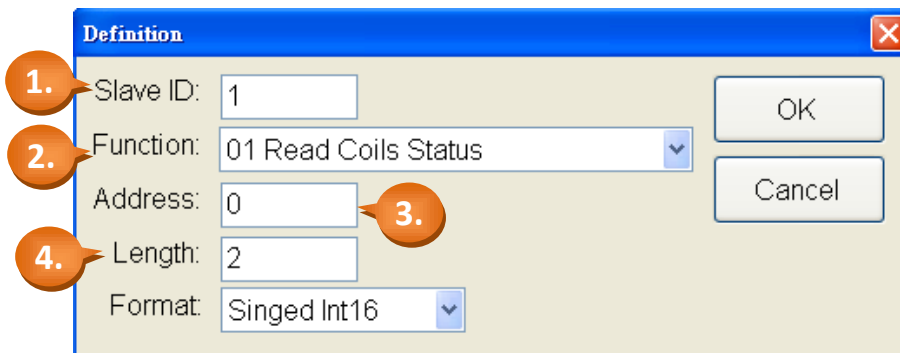 Definition
1. Slave ID: 1
OK
2. Function: 01 Read Coils Status
Cancel
Address: 0 3.
4. Length: 2
Format: Singed Int16